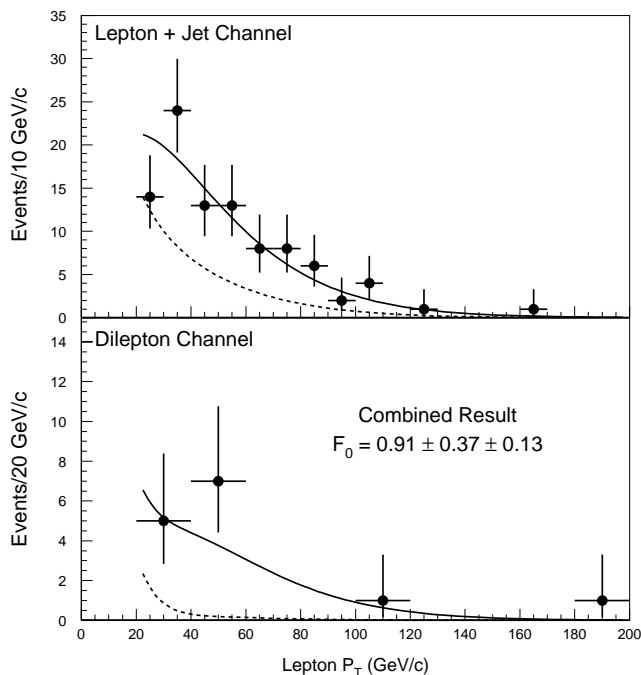 Lepton + Jet Channel
Events/10 GeV/c
35
30
25
20
15
10
5
0
Dilepton Channel
Events/20 GeV/c
14
12
10
8
6
4
2
0
Combined Result
F₀ = 0.91 ± 0.37 ± 0.13
0 20 40 60 80 100 120 140 160 180 200
Lepton P_T (GeV/c)